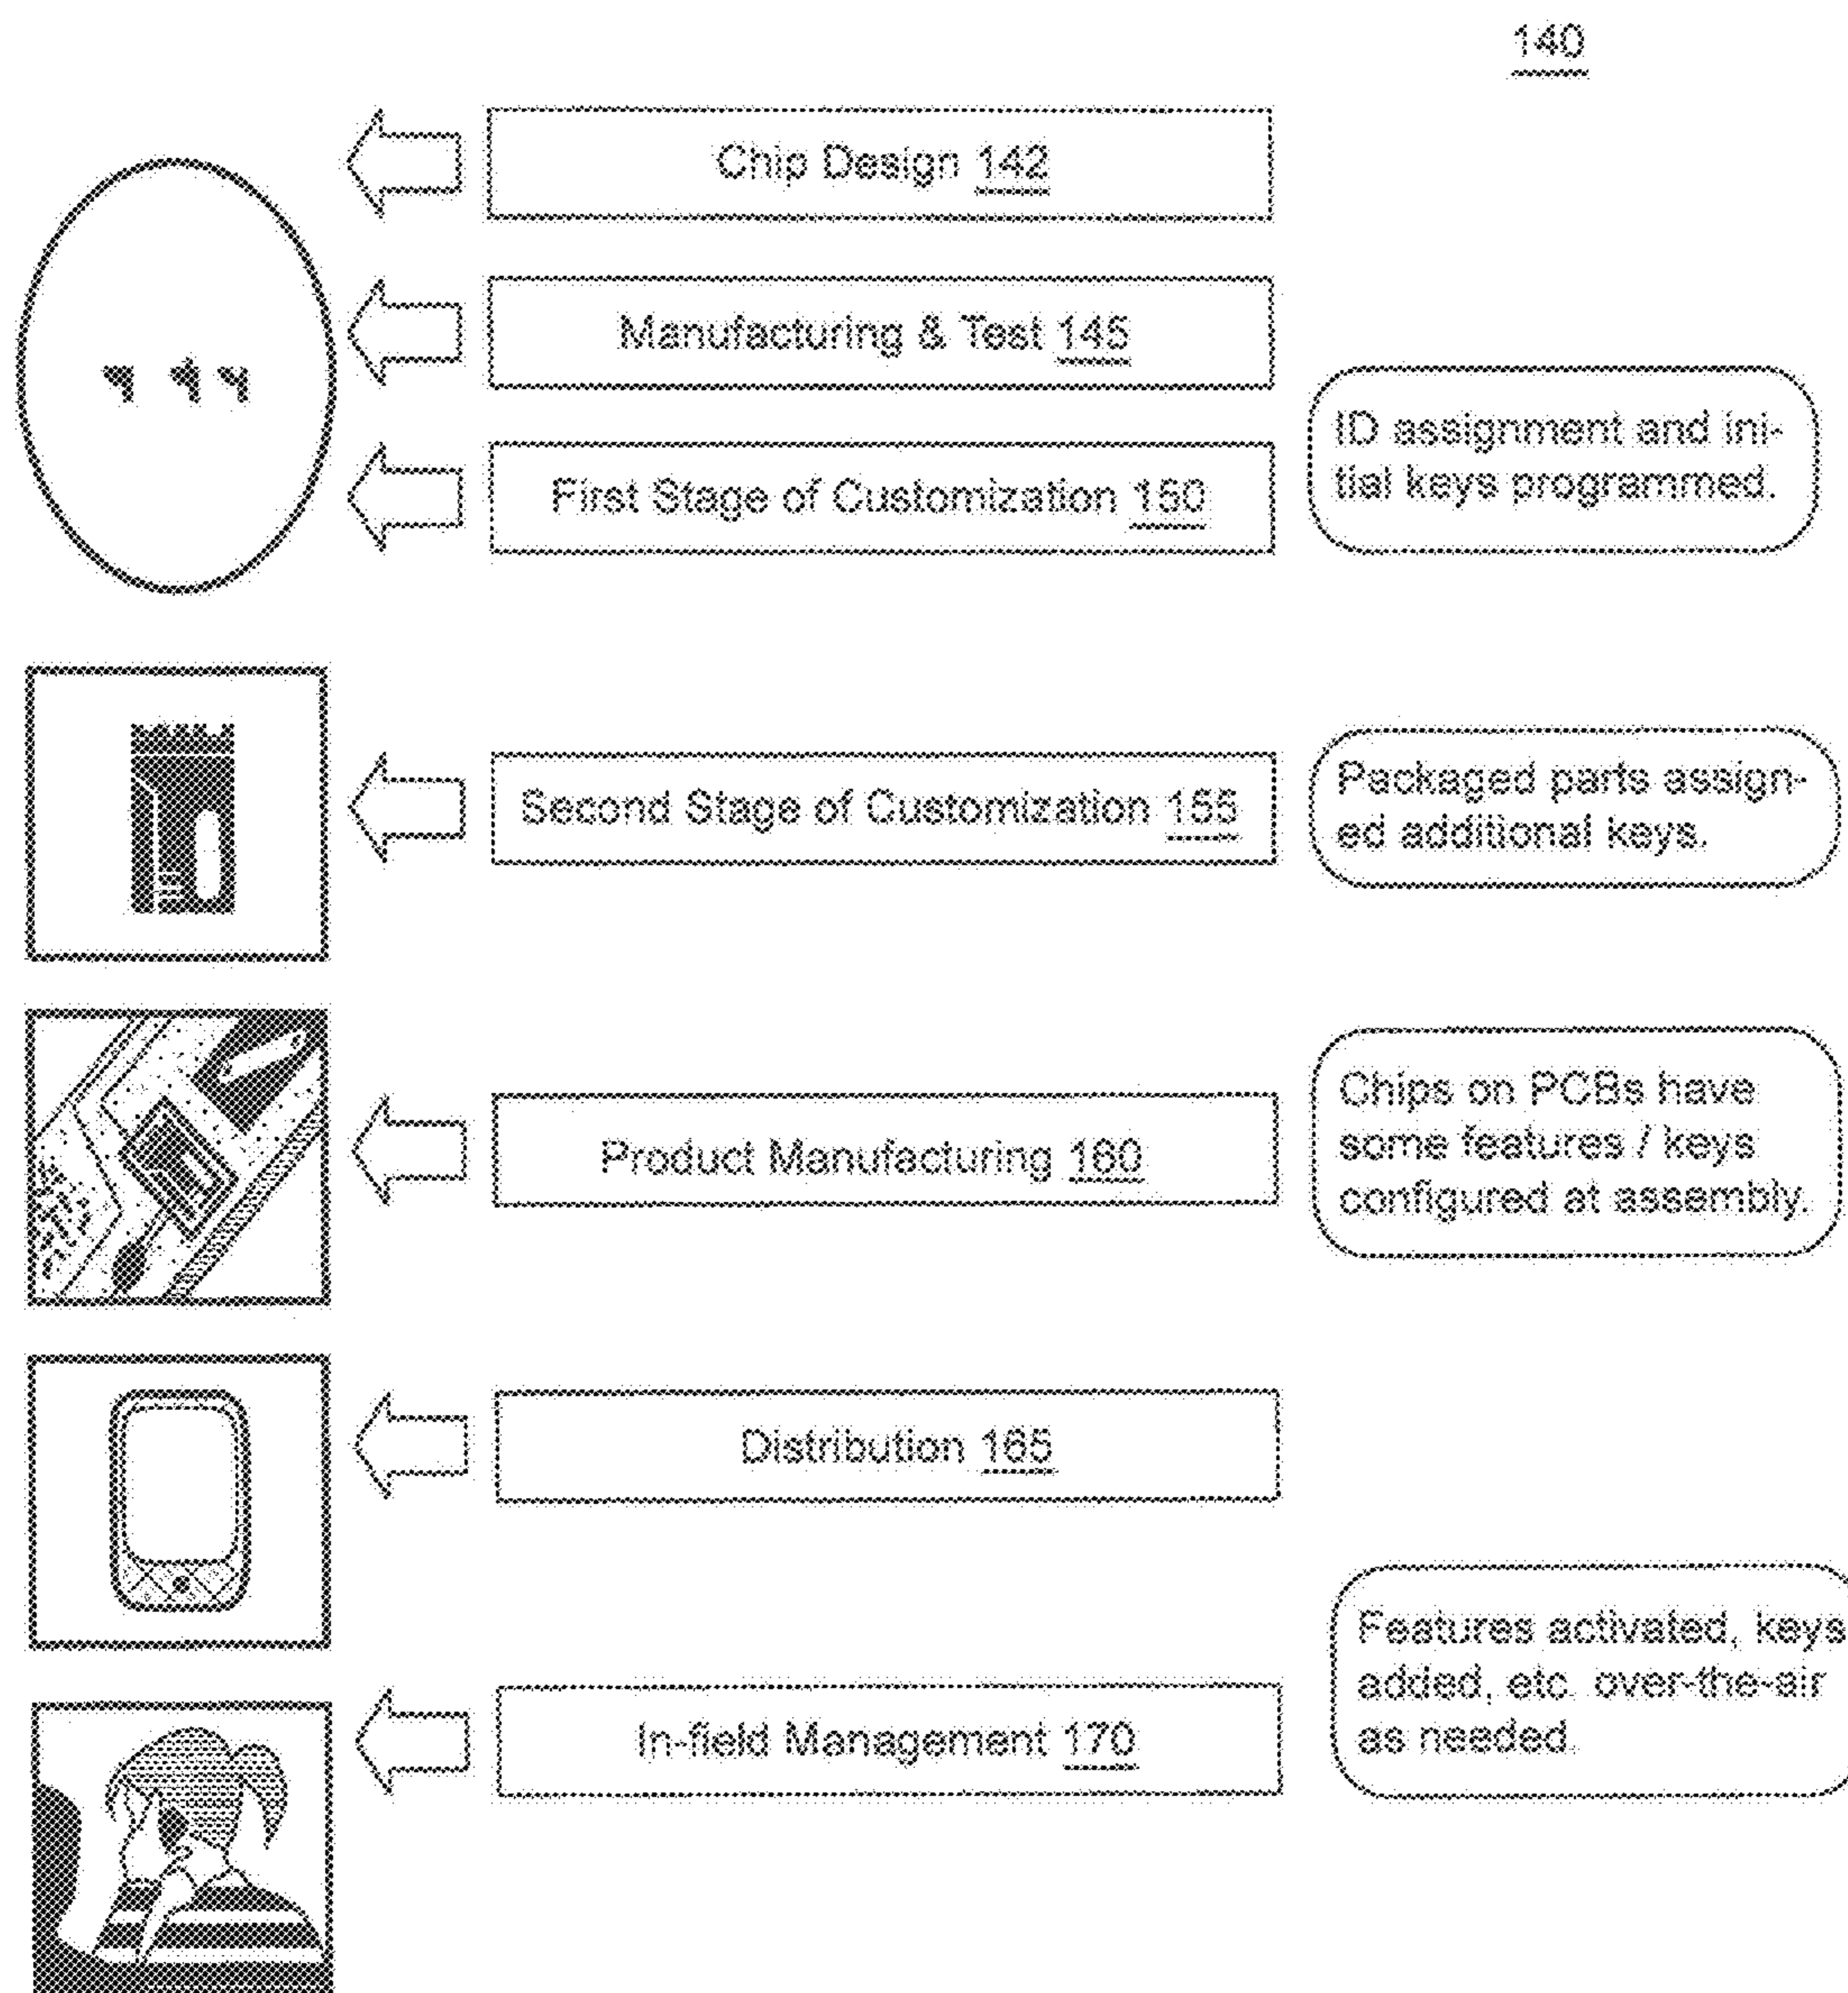 140
Chip Design 142
Manufacturing & Test 145
First Stage of Customization 150
ID assignment and ini-
tial keys programmed.
Second Stage of Customization 155
Packaged parts assign-
ed additional keys.
Product Manufacturing 160
Chips on PCBs have
some features / keys
configured at assembly.
Distribution 165
In-field Management 170
Features activated, keys
added, etc. over-the-air
as needed.